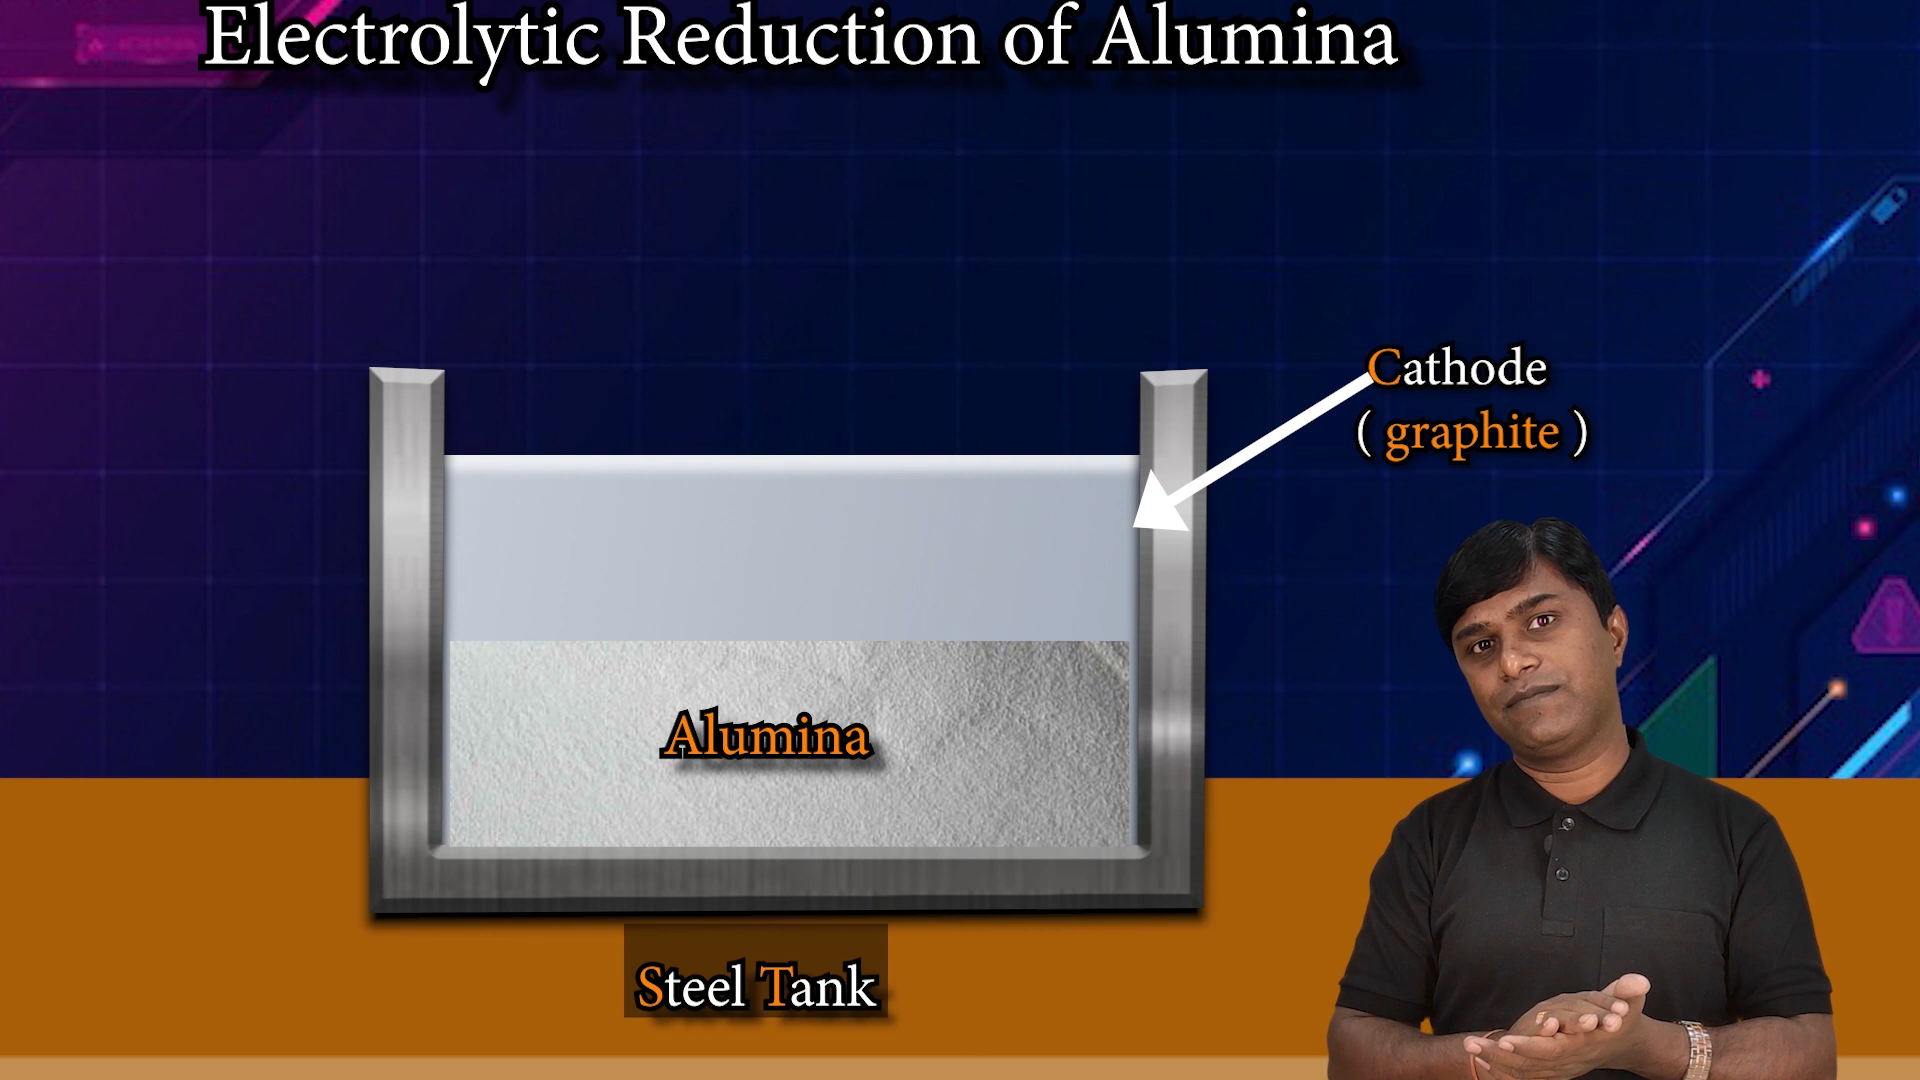 Electrolytic Reduction of Alumina
Cathode
( graphite )
Alumina
Steel Tank